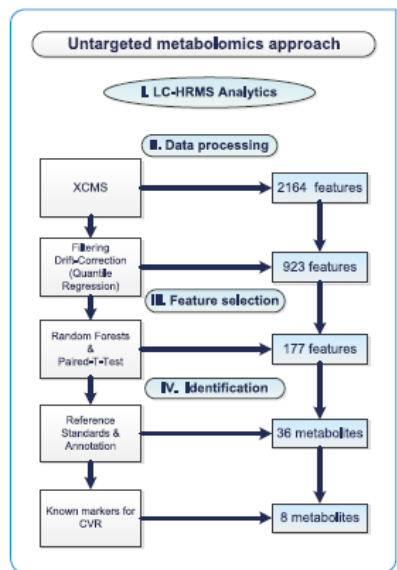 Untargeted metabolomics approach
I. LC-HRMS Analytics
II. Data processing
XCMS
2164 features
Filtering
Drift-Correction
(Quantile
Regression)
923 features
III. Feature selection
Random Forests
&
Paired-T-Test
177 features
IV. Identification
Reference
Standards &
Annotation
36 metabolites
Known markers for
CVR
8 metabolites